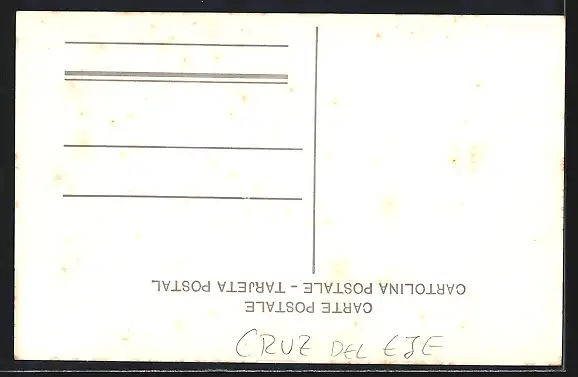 CARTE POSTALE
CARTOLINA POSTALE - TARJETA POSTAL
CRUZ DEL EJE